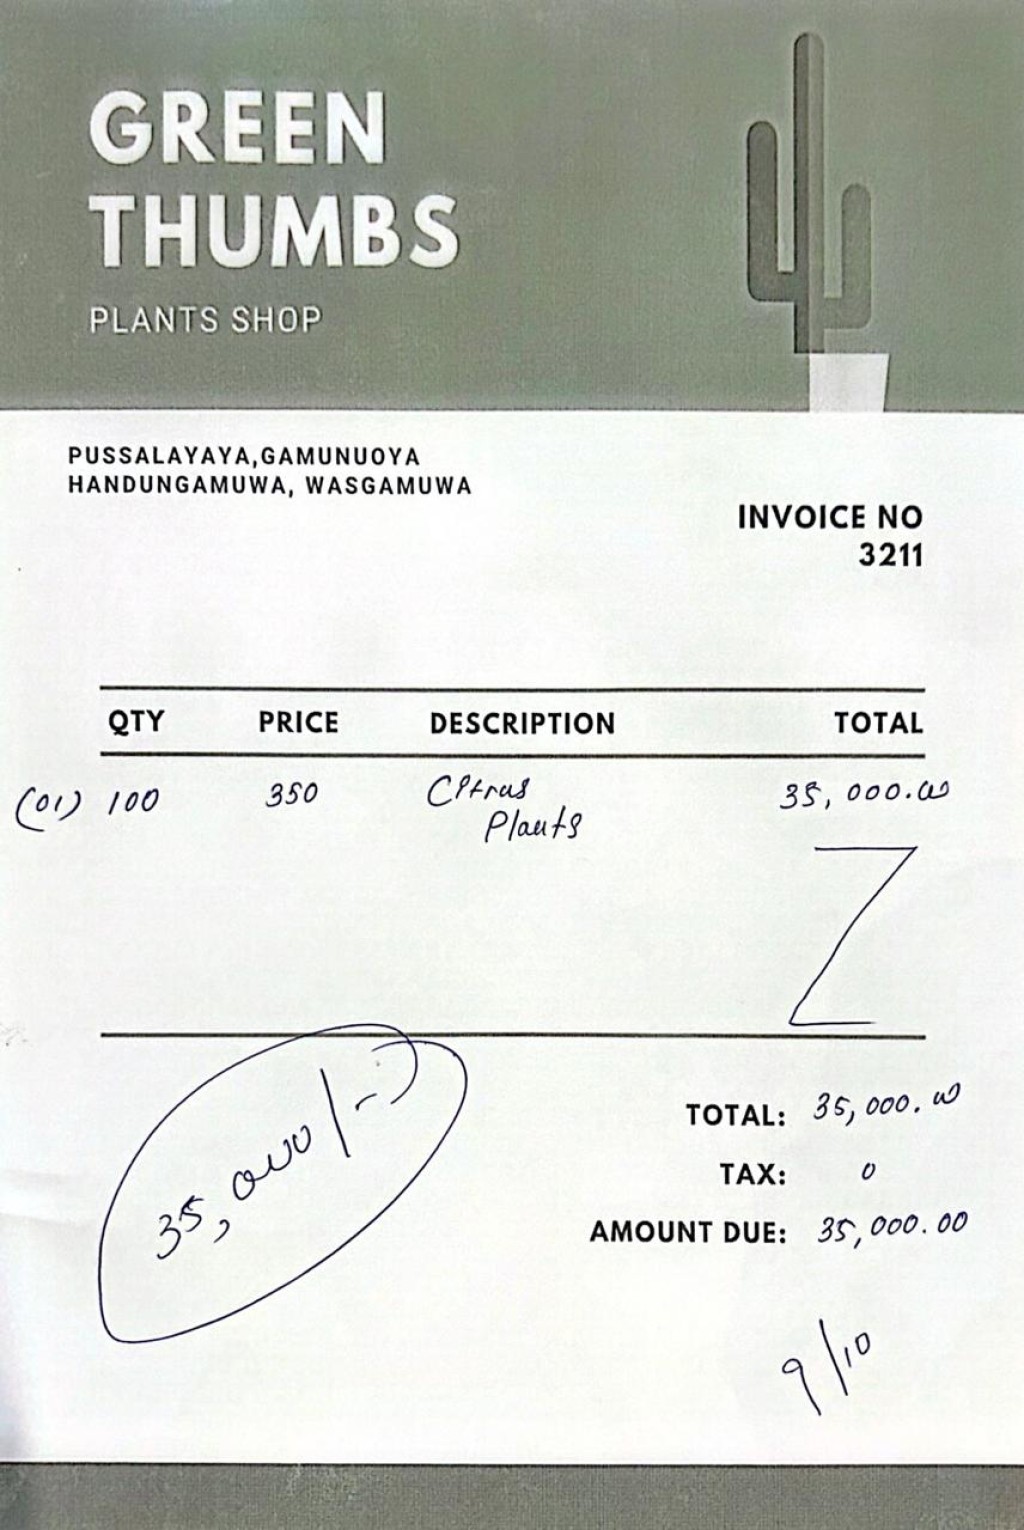 GREEN
THUMBS
PLANTS SHOP
PUSSALAYAYA,GAMUNUOYA
HANDUNGAMUWA, WASGAMUWA
INVOICE NO
3211
QTY PRICE DESCRIPTION TOTAL
(01) 100 350 Citrus 35,000.00
Plants
35,000/-
TOTAL: 35,000.00
TAX: 0
AMOUNT DUE: 35,000.00
9/10